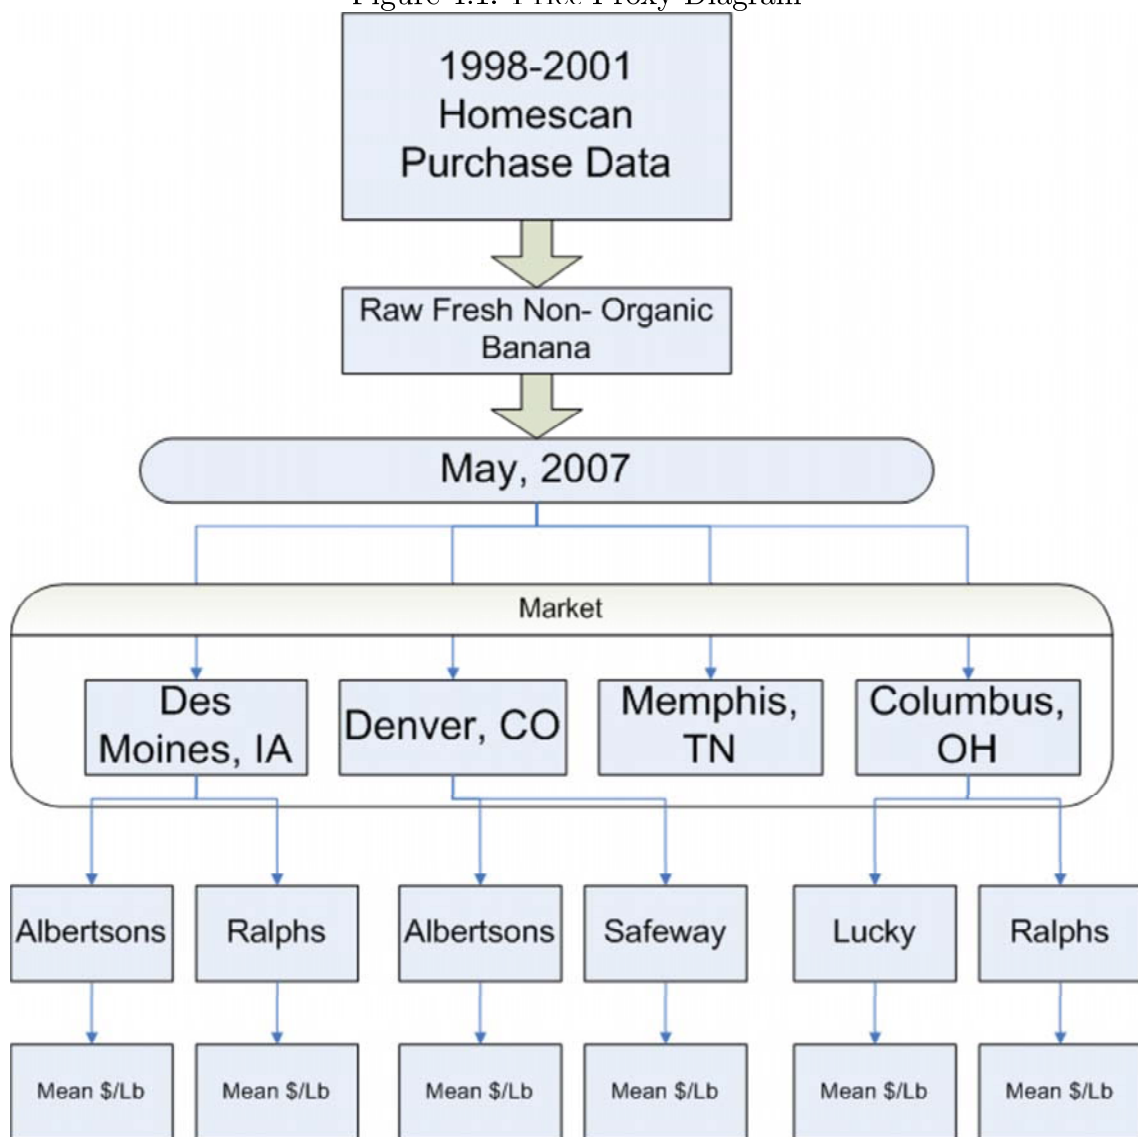 Proxy Diagram
1998-2001
Homescan
Purchase Data
Raw Fresh Non- Organic
Banana
May, 2007
Market
Des
Moines, IA
Denver, CO
Memphis,
TN
Columbus,
OH
Albertsons
Ralphs
Albertsons
Safeway
Lucky
Ralphs
Mean $/Lb
Mean $/Lb
Mean $/Lb
Mean $/Lb
Mean $/Lb
Mean $/Lb